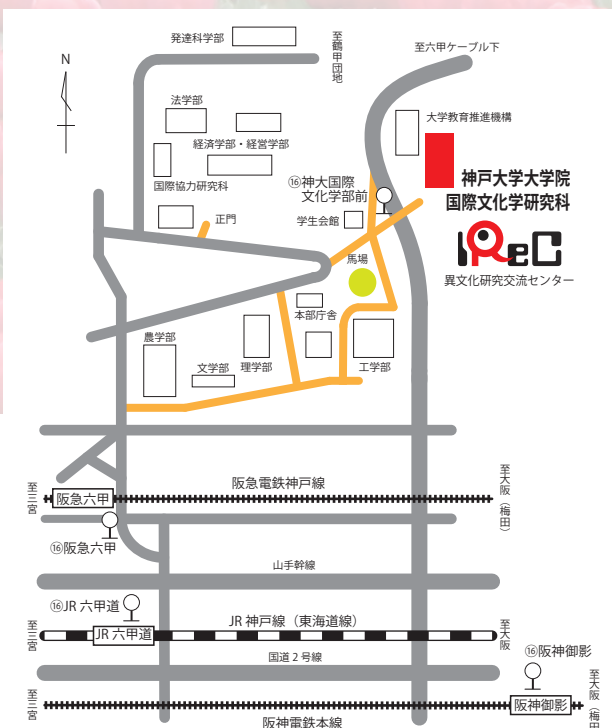 発達科学部
至鶴甲団地
至六甲ケーブル下
N
法学部
大学教育推進機構
経済学部・経営学部
国際協力研究科
⑯神大国際
文化学部前
神戸大学大学院
国際文化学研究科
正門
学生会館
IReC
異文化研究交流センター
馬場
本部庁舎
農学部
文学部
理学部
工学部
阪急電鉄神戸線
至三宮
阪急六甲
至大阪（梅田）
⑯阪急六甲
山手幹線
⑯JR 六甲道
JR 神戸線（東海道線）
至三宮
JR 六甲道
至大阪
国道 2 号線
⑯阪神御影
至三宮
阪神御影
至大阪（梅田）
阪神電鉄本線